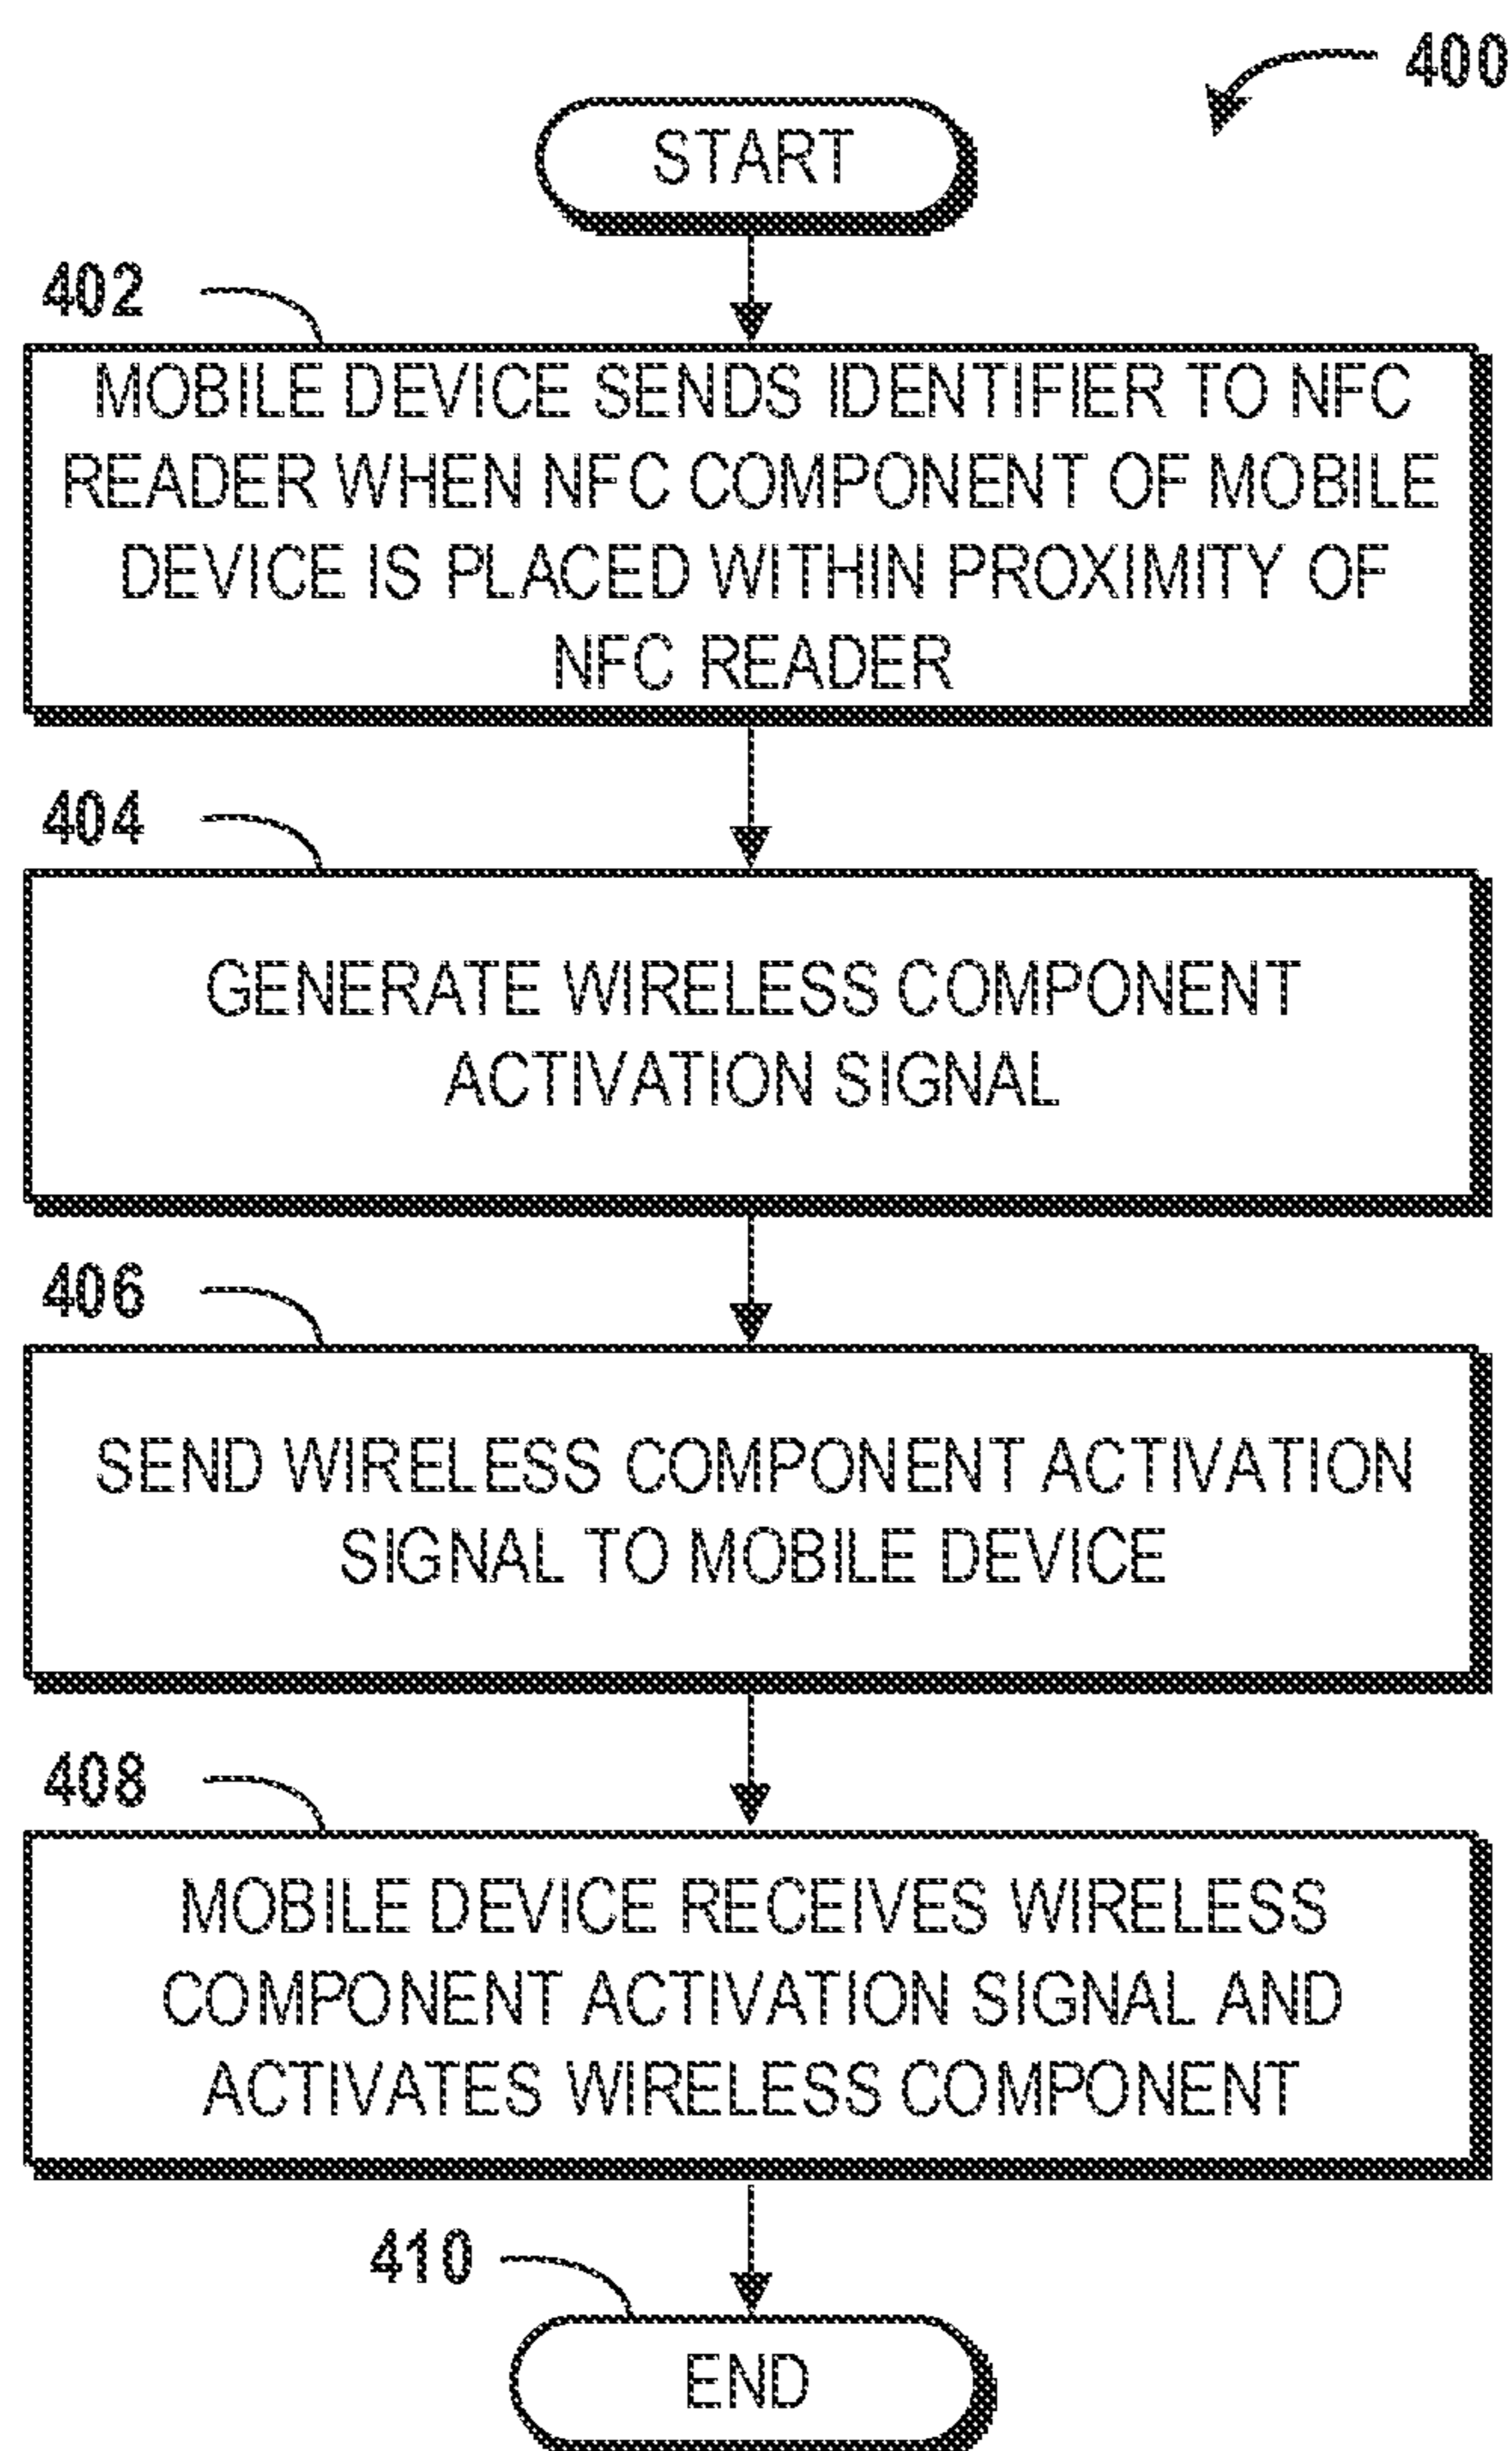 400
START
402
MOBILE DEVICE SENDS IDENTIFIER TO NFC
READER WHEN NFC COMPONENT OF MOBILE
DEVICE IS PLACED WITHIN PROXIMITY OF
NFC READER
404
GENERATE WIRELESS COMPONENT
ACTIVATION SIGNAL
406
SEND WIRELESS COMPONENT ACTIVATION
SIGNAL TO MOBILE DEVICE
408
MOBILE DEVICE RECEIVES WIRELESS
COMPONENT ACTIVATION SIGNAL AND
ACTIVATES WIRELESS COMPONENT
410
END